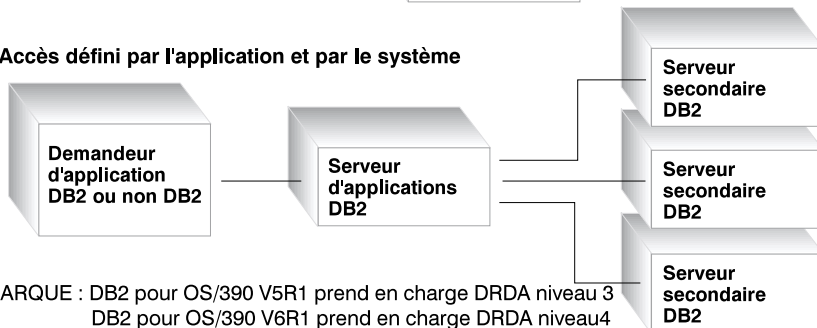 Accès défini par l'application et par le système
Serveur
secondaire
DB2
Demandeur
d'application
DB2 ou non DB2
Serveur
d'applications
DB2
Serveur
secondaire
DB2
Serveur
secondaire
DB2
ARQUE : DB2 pour OS/390 V5R1 prend en charge DRDA niveau 3
DB2 pour OS/390 V6R1 prend en charge DRDA niveau4